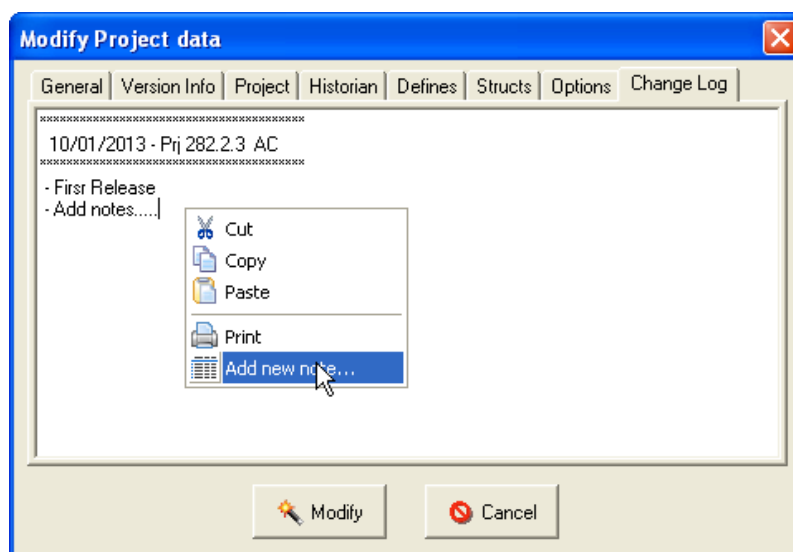 Modify Project data
General Version Info Project Historian Defines Structs Options Change Log
****************************************
10/01/2013 - Prj 282.2.3 AC
****************************************
- Firsr Release
- Add notes.....
Cut
Copy
Paste
Print
Add new note...
Modify Cancel